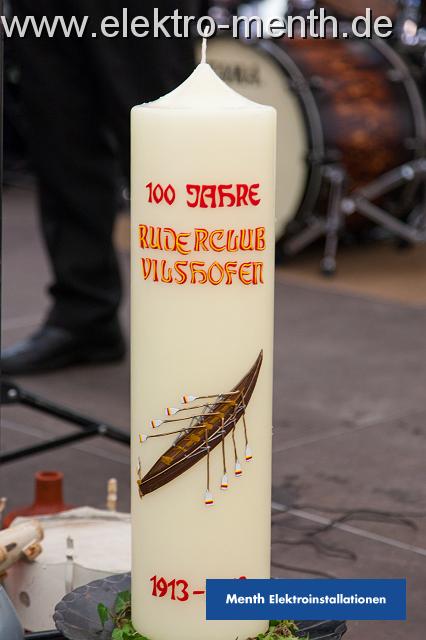 www.elektro-menth.de
100 JAHRE
RUDERCLUB
VILSHOFEN
1913-
Menth Elektroinstallationen